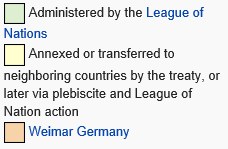 Administered by the League of
Nations
Annexed or transferred to
neighboring countries by the treaty, or
later via plebiscite and League of
Nation action
Weimar Germany